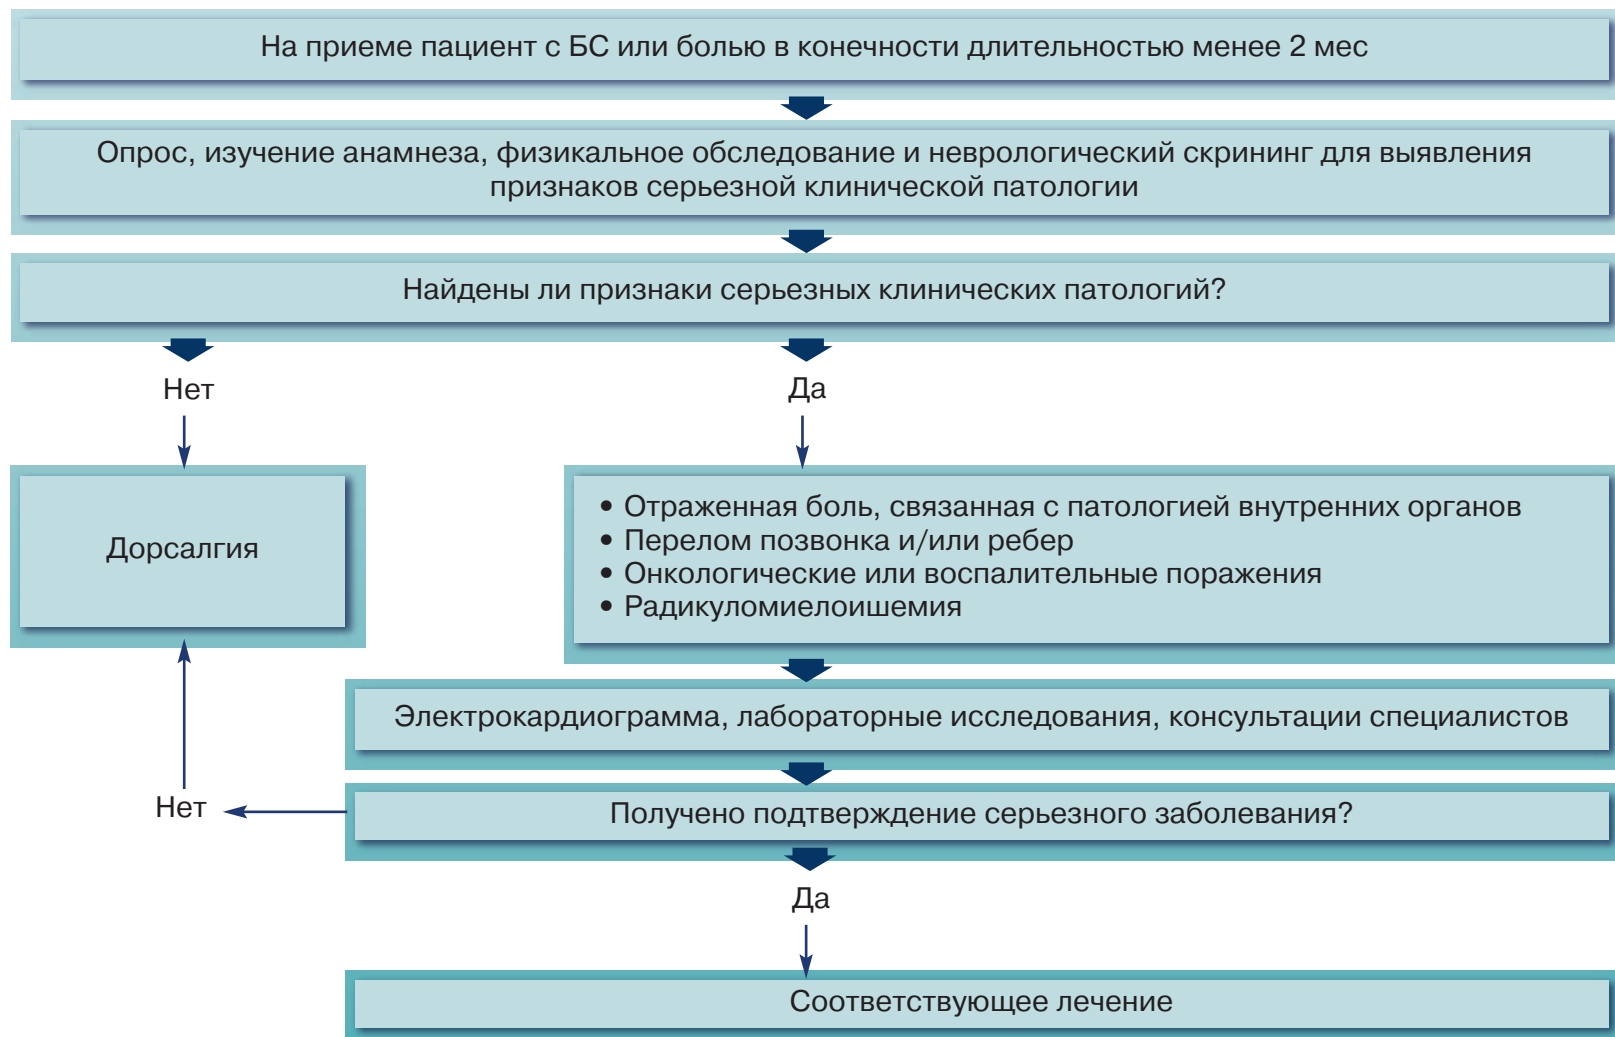 На приеме пациент с БС или болью в конечности длительностью менее 2 мес
Опрос, изучение анамнеза, физикальное обследование и неврологический скрининг для выявления
признаков серьезной клинической патологии
Найдены ли признаки серьезных клинических патологий?
Нет
Да
Дорсалгия
• Отраженная боль, связанная с патологией внутренних органов
• Перелом позвонка и/или ребер
• Онкологические или воспалительные поражения
• Радикуломиелоишемия
Электрокардиограмма, лабораторные исследования, консультации специалистов
Нет
Получено подтверждение серьезного заболевания?
Да
Соответствующее лечение